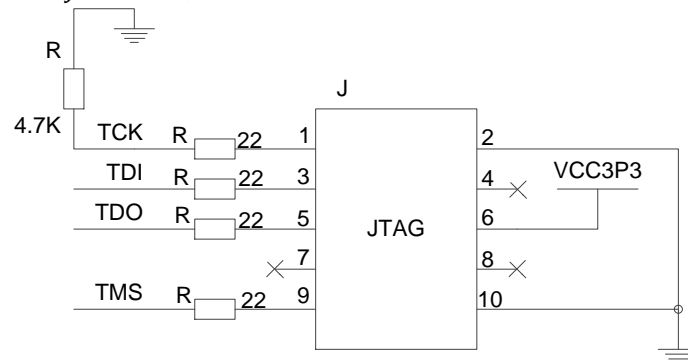 R
4.7K
J
TCK R 22 1
2
TDI R 22 3
4
VCC3P3
TDO R 22 5
JTAG
6
7
8
TMS R 22 9
10